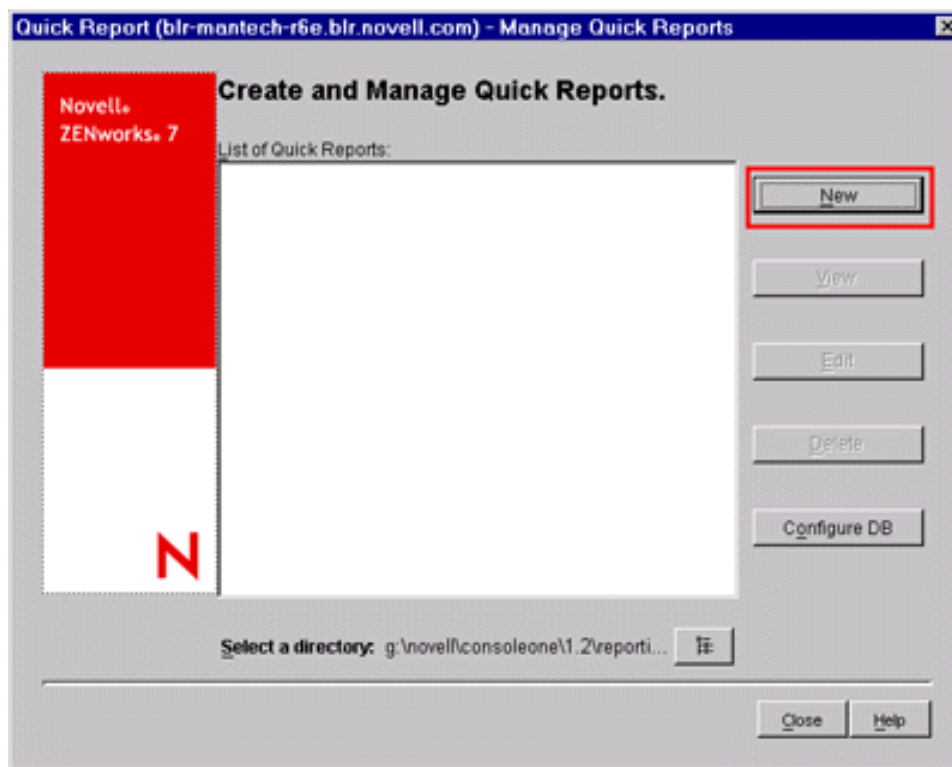 Quick Report (blr-mantech-r6e.blr.novell.com) - Manage Quick Reports
Novell®
ZENworks® 7
Create and Manage Quick Reports.
List of Quick Reports:
New
View
Edit
Delete
Configure DB
N
Select a directory: g:\novell\consoleone\1.2\reporti...
Close
Help